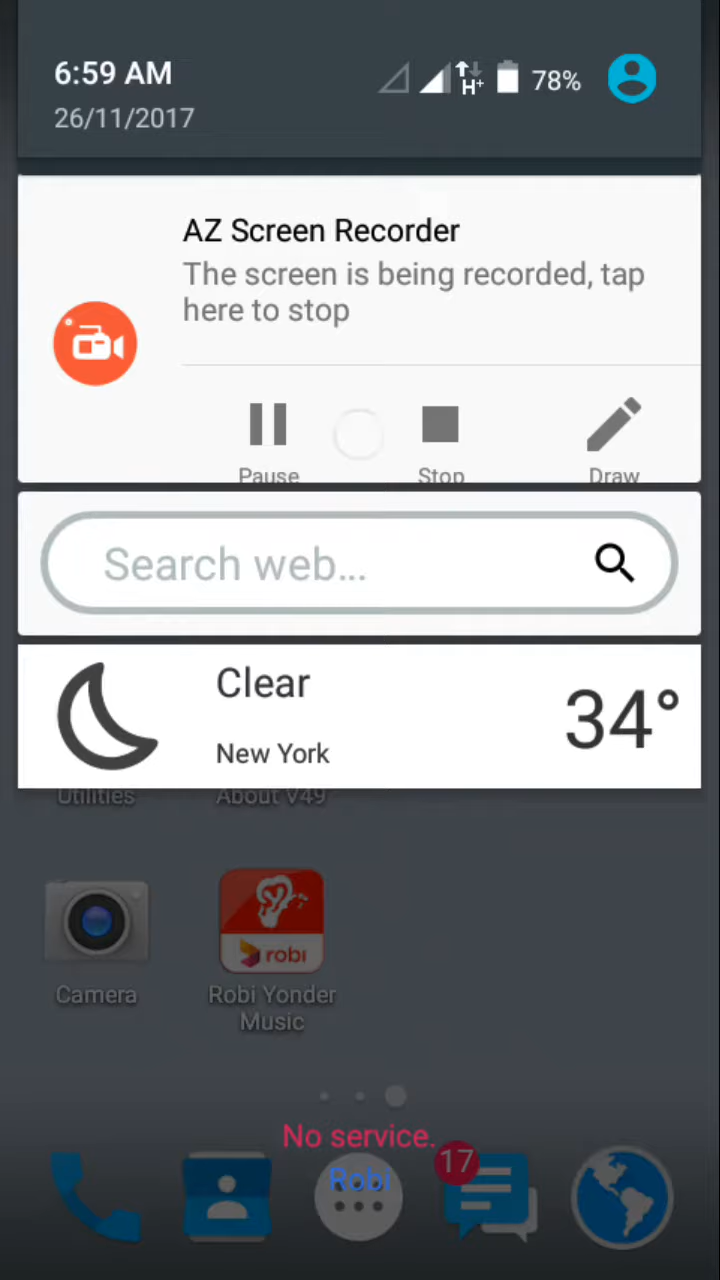 6:59 AM
H+
78%
26/11/2017
AZ Screen Recorder
The screen is being recorded, tap
here to stop
Pause
Stop
Draw
Search web...
Clear
34°
New York
Utilities
About V49
robi
Camera
Robi Yonder
Music
No service.
17
Robi